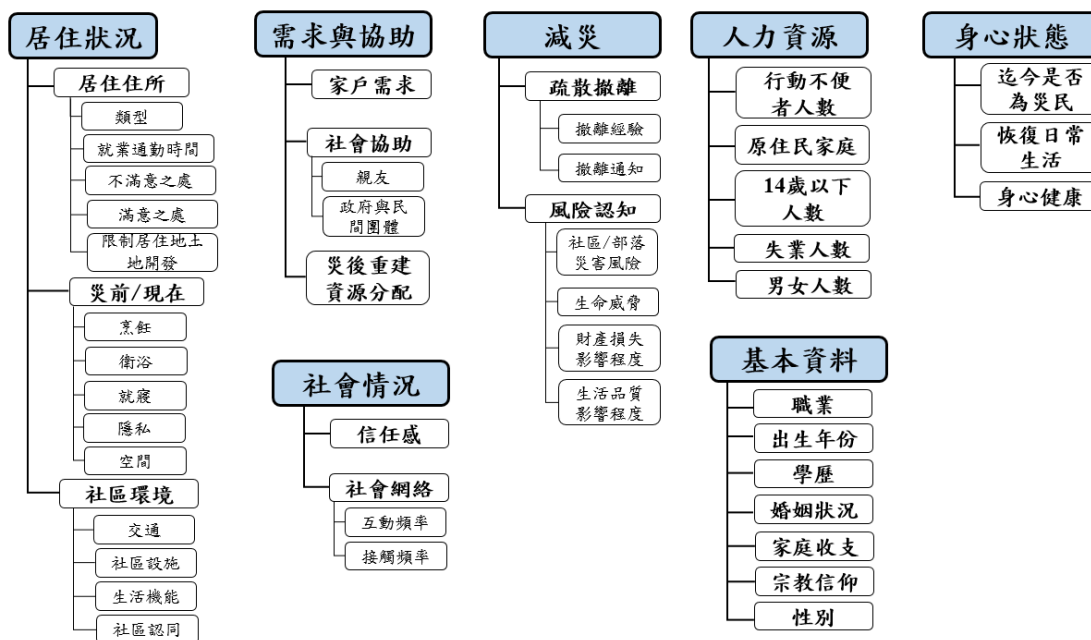 居住狀況
居住住所
類型
就業通勤時間
不滿意之處
滿意之處
限制居住地土
地開發
災前/現在
烹飪
衛浴
就寢
隱私
空間
社區環境
交通
社區設施
生活機能
社區認同
需求與協助
家戶需求
社會協助
親友
政府與民
間團體
災後重建
資源分配
社會情況
信任感
社會網絡
互動頻率
接觸頻率
減災
疏散撤離
撤離經驗
撤離通知
風險認知
社區/部落
災害風險
生命威脅
財產損失
影響程度
生活品質
影響程度
人力資源
行動不便
者人數
原住民家庭
14歲以下
人數
失業人數
男女人數
基本資料
職業
出生年份
學歷
婚姻狀況
家庭收支
宗教信仰
性別
身心狀態
迄今是否
為災民
恢復日常
生活
身心健康